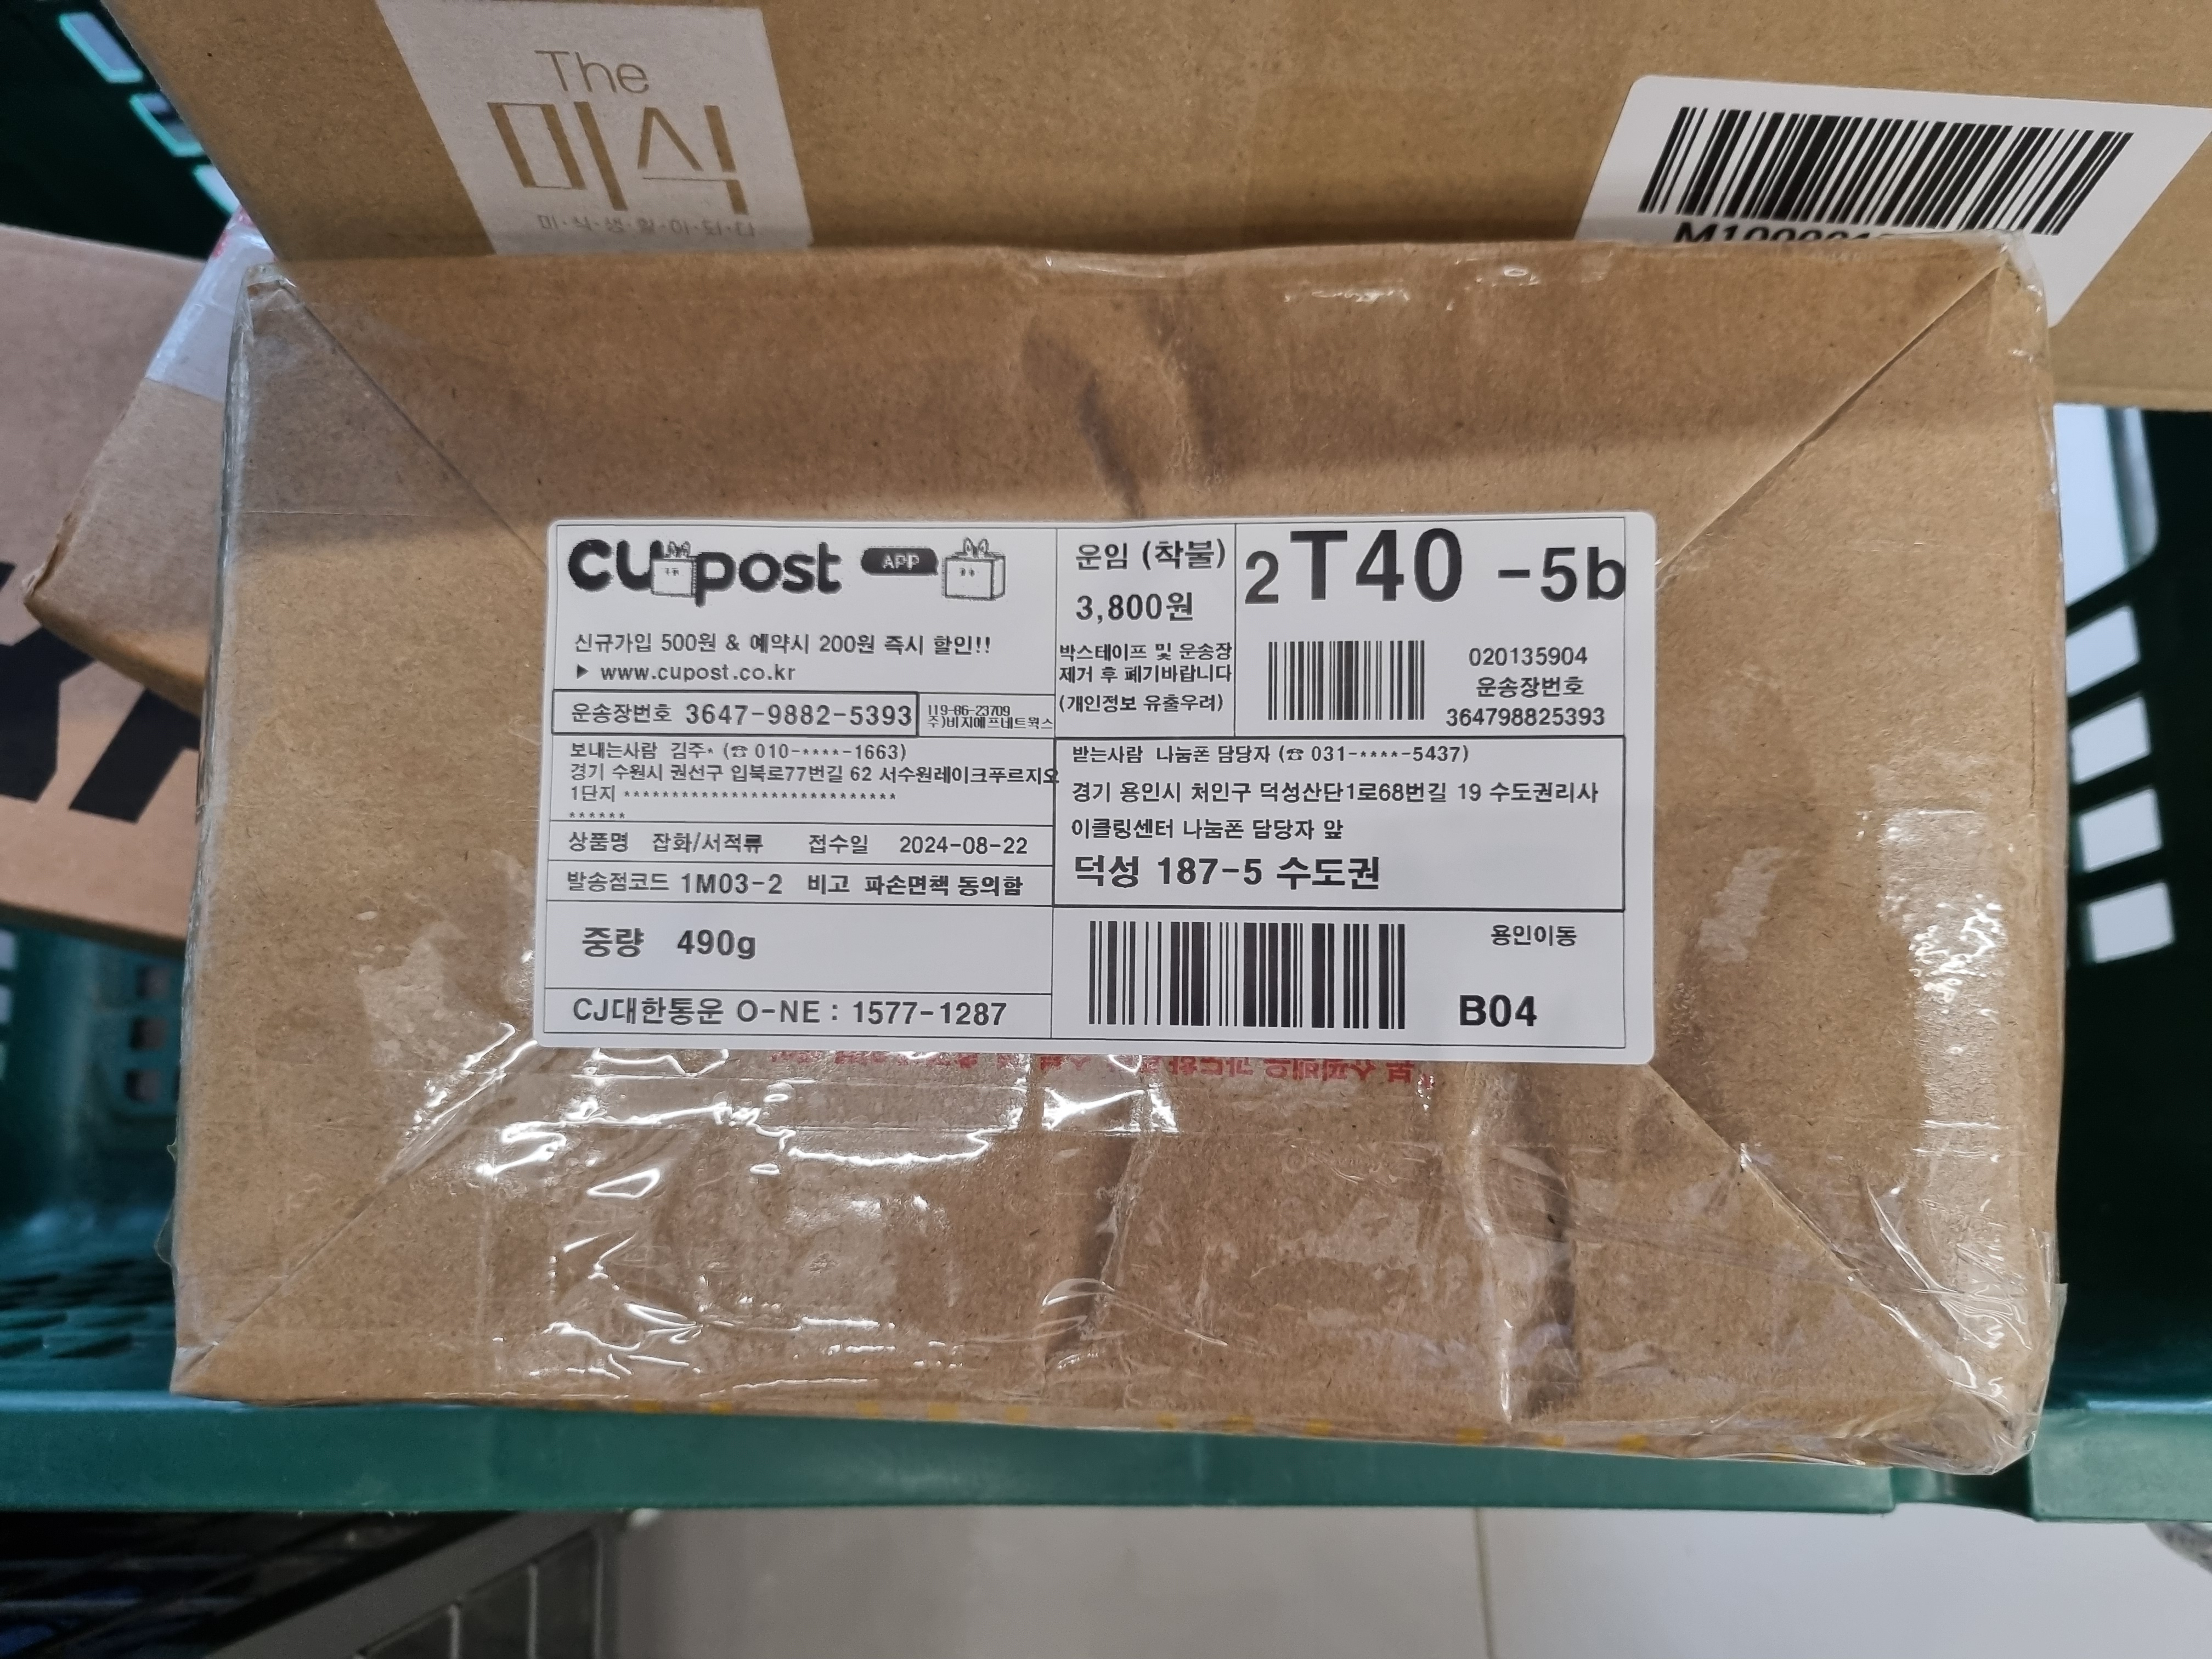 The
미식
미·식·생·활·이·되·다
cupost APP
신규가입 500원 & 예약시 200원 즉시 할인!!
▶ www.cupost.co.kr
운송장번호 3647-9882-5393
119-86-23709
주)비지에프네트웍스
운임 (착불)
3,800원
박스테이프 및 운송장
제거 후 폐기바랍니다
(개인정보 유출우려)
2T40 -5b
020135904
운송장번호
364798825393
보내는사람 김주* (☎ 010-****-1663)
경기 수원시 권선구 입북로77번길 62 서수원레이크푸르지오
1단지 ****************************
******
상품명 잡화/서적류 접수일 2024-08-22
발송점코드 1M03-2 비고 파손면책 동의함
중량 490g
CJ대한통운 O-NE : 1577-1287
받는사람 나눔폰 담당자 (☎ 031-****-5437)
경기 용인시 처인구 덕성산단1로68번길 19 수도권리사
이클링센터 나눔폰 담당자 앞
덕성 187-5 수도권
용인이동
B04